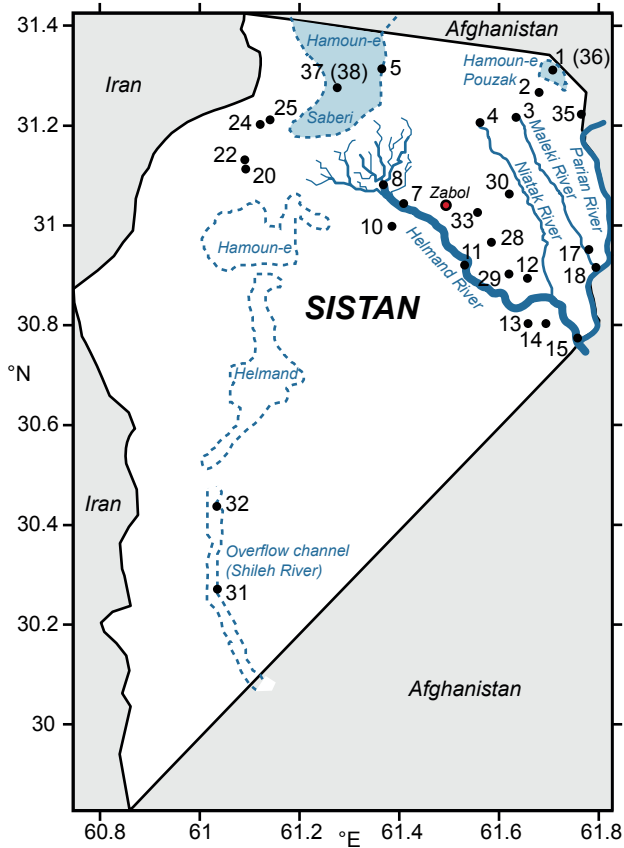 31.4
31.2
31
30.8
°N
30.6
30.4
30.2
30
60.8
61
61.2
°E
61.4
61.6
61.8
Iran
Afghanistan
Hamoun-e
37 (38)
5
Saberi
Hamoun-e
Pouzak
1 (36)
2
35
24
25
22
20
4
3
Maleki River
Parian River
Niatak River
8
7
Zabol
30
33
10
28
11
29
12
17
18
Helmand River
13
14
15
Hamoun-e
SISTAN
Helmand
Iran
32
Overflow channel
(Shileh River)
31
Afghanistan